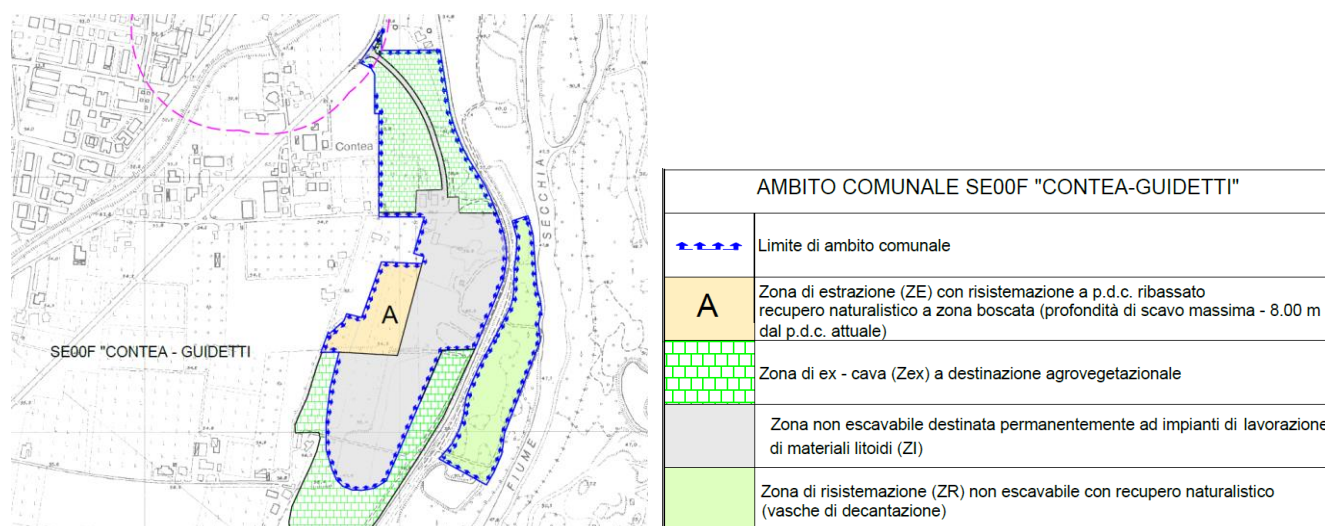 Contea
SECCHIA
A
SE00F "CONTEA - GUIDETTI
FIUME
AMBITO COMUNALE SE00F "CONTEA-GUIDETTI"
Limite di ambito comunale
A
Zona di estrazione (ZE) con risistemazione a p.d.c. ribassato
recupero naturalistico a zona boscata (profondità di scavo massima - 8.00 m
dal p.d.c. attuale)
Zona di ex - cava (Zex) a destinazione agrovegetazionale
Zona non escavabile destinata permanentemente ad impianti di lavorazione
di materiali litoidi (ZI)
Zona di risistemazione (ZR) non escavabile con recupero naturalistico
(vasche di decantazione)